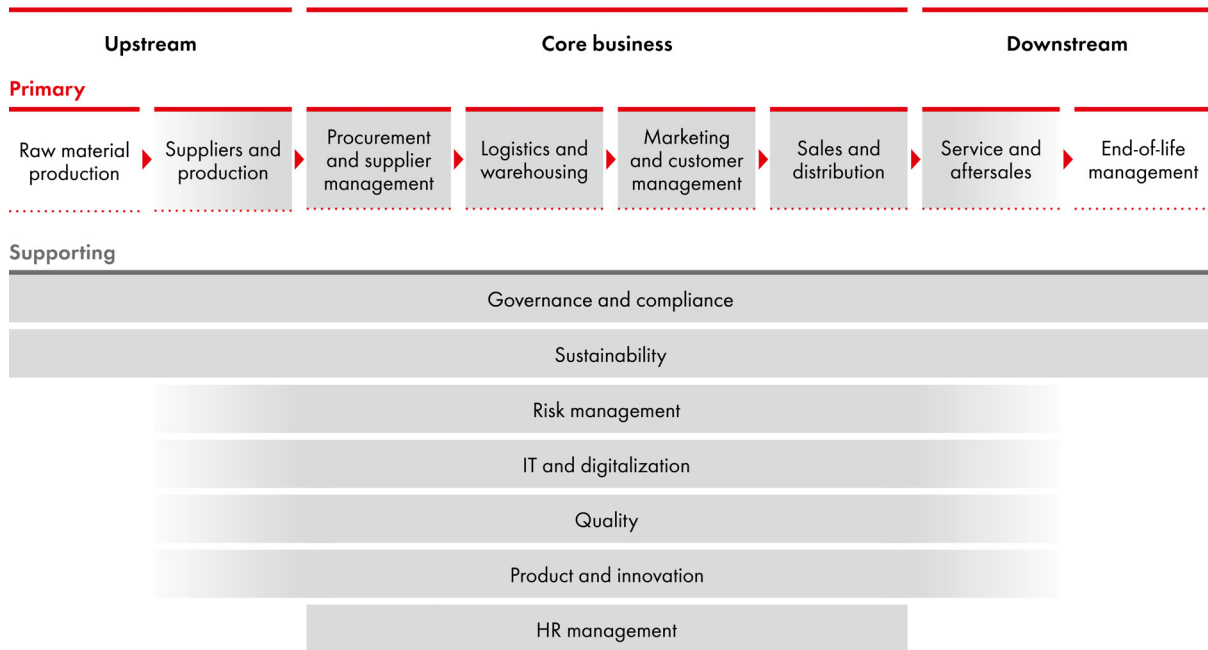 Upstream
Core business
Downstream
Primary
Raw material
production
Suppliers and
production
Procurement
and supplier
management
Logistics and
warehousing
Marketing
and customer
management
Sales and
distribution
Service and
aftersales
End-of-life
management
Supporting
Governance and compliance
Sustainability
Risk management
IT and digitalization
Quality
Product and innovation
HR management